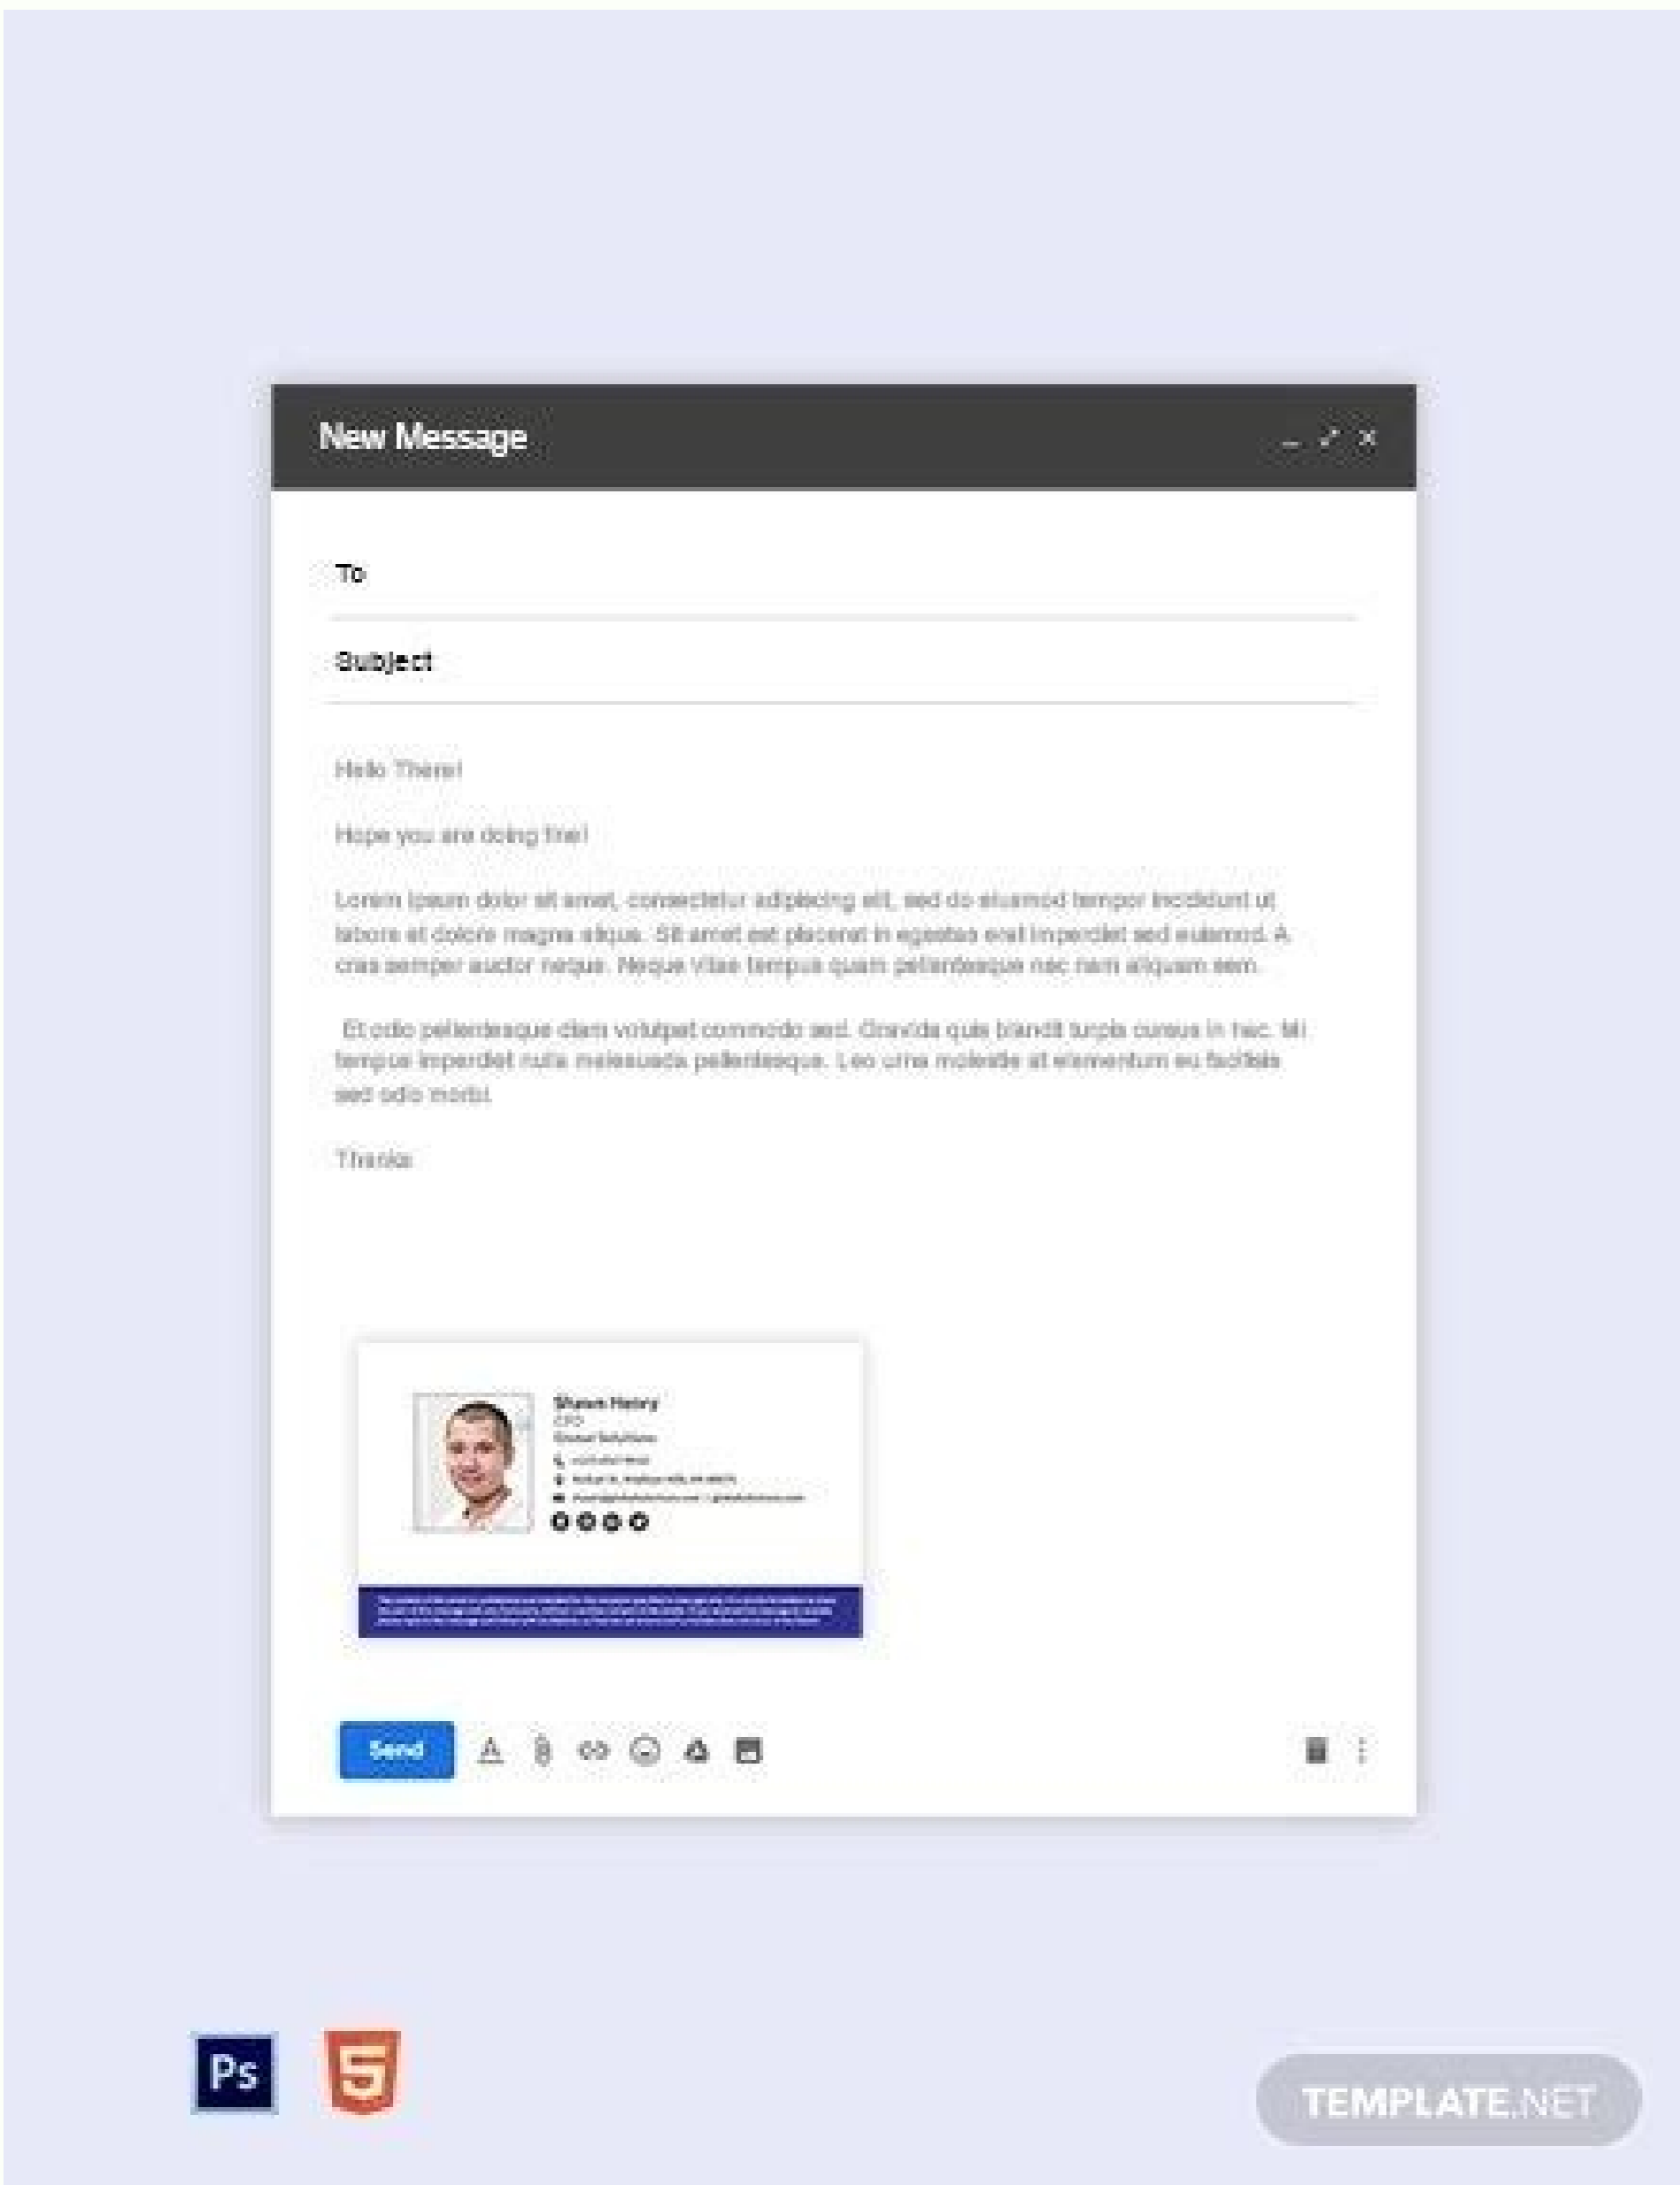 New Message
To
Subject
Hello There!
Hope you are doing fine!
Lorem ipsum dolor sit amet, consectetur adipiscing elit, sed do eiusmod tempor incididunt ut
labore et dolore magna aliqua. Sit amet est placerat in egestas erat imperdiet sed euismod. A
cras semper auctor neque. Neque vitae tempus quam pellentesque nec nam aliquam sem.
Et odio pellentesque diam volutpat commodo sed. Gravida quis blandit turpis cursus in hac. Mi
tempus imperdiet nulla malesuada pellentesque. Leo urna molestie at elementum eu facilisis
sed odio morbi.
Thanks
Shawn Henry
Global Solutions
Send
Ps
5
TEMPLATE.NET